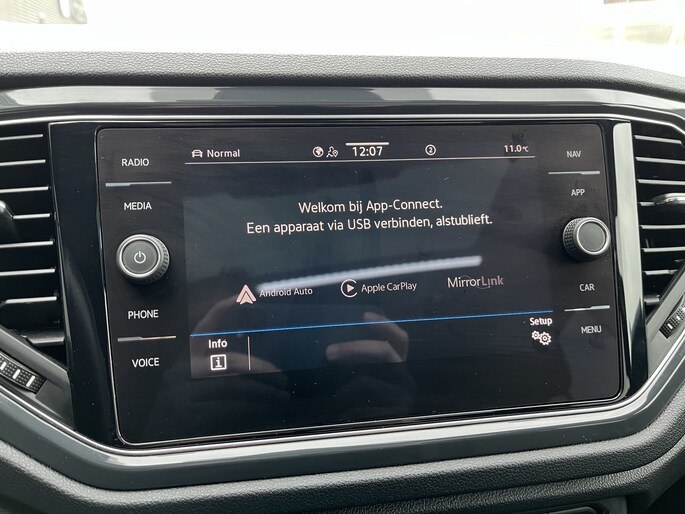 RADIO
MEDIA
PHONE
VOICE
Normal 12:07 2 11.0°C
Welkom bij App-Connect.
Een apparaat via USB verbinden, alstublieft.
Android Auto Apple CarPlay MirrorLink
Info
i
Setup
NAV
APP
CAR
MENU